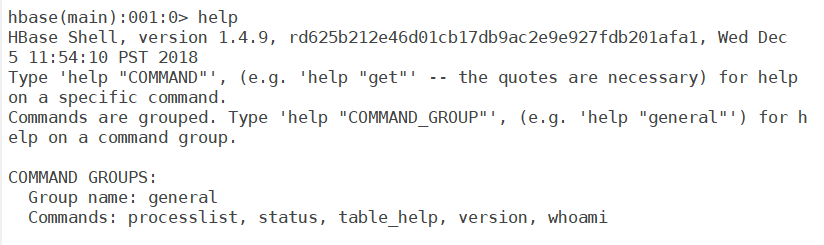 hbase(main):001:0> help
HBase Shell, version 1.4.9, rd625b212e46d01cb17db9ac2e9e927fdb201afa1, Wed Dec
5 11:54:10 PST 2018
Type 'help "COMMAND"', (e.g. 'help "get"' -- the quotes are necessary) for help
on a specific command.
Commands are grouped. Type 'help "COMMAND_GROUP"', (e.g. 'help "general"') for h
elp on a command group.

COMMAND GROUPS:
  Group name: general
  Commands: processlist, status, table_help, version, whoami